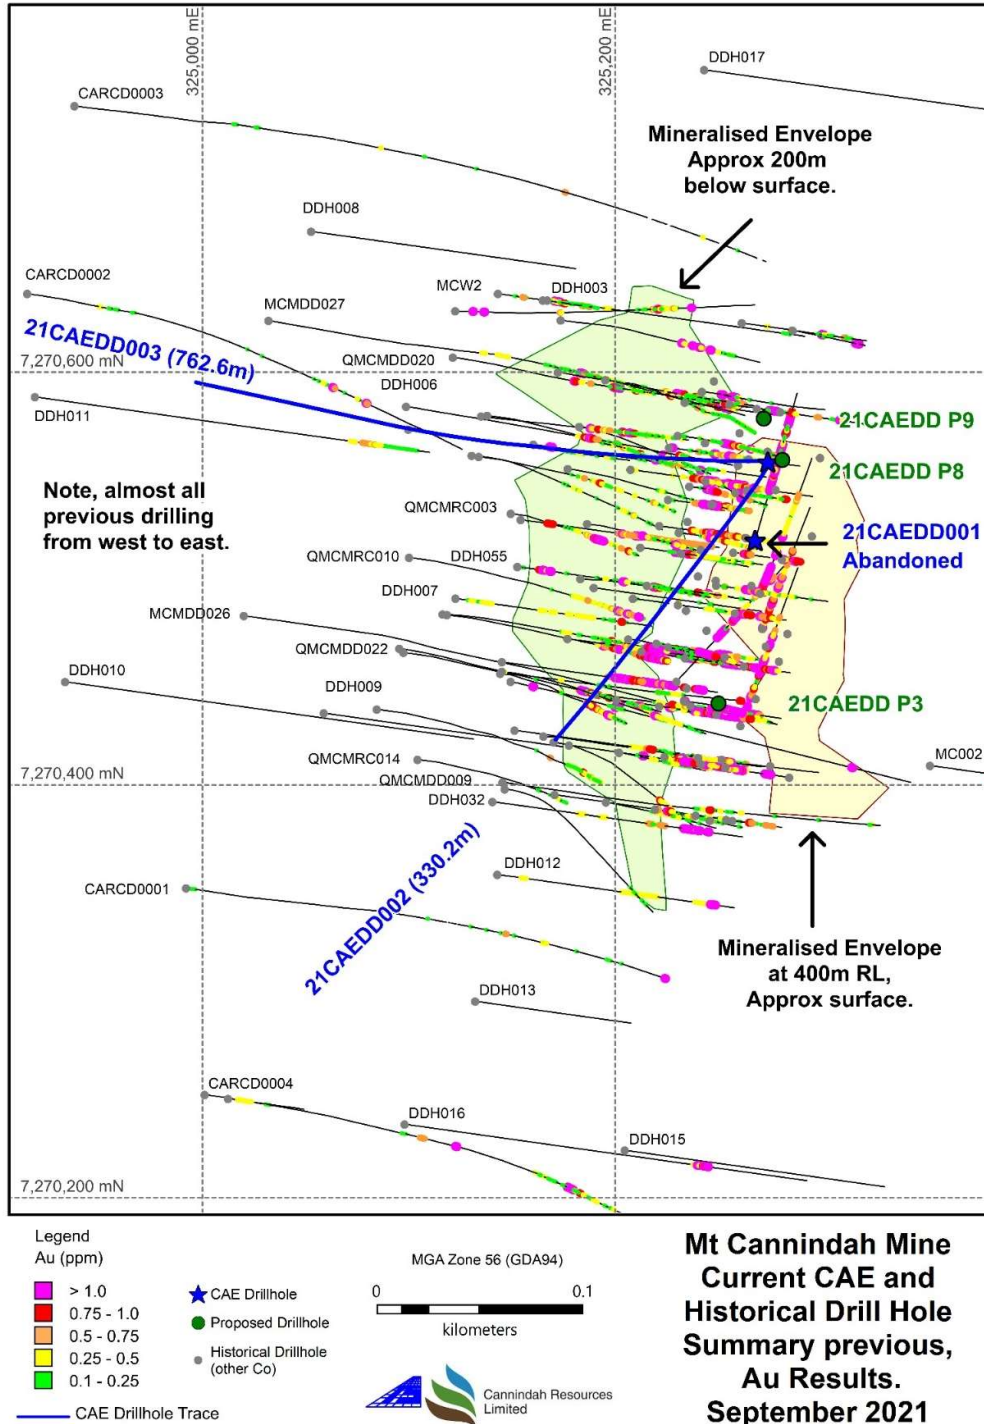 325,000 mE
325,200 mE
DDH017
CARCD0003
Mineralised Envelope
Approx 200m
below surface.
DDH008
CARCD0002
MCW2
DDH003
MCMDD027
21CAEDD003 (762.6m)
7,270,600 mN
QMCMDD020
DDH006
DDH011
21CAEDD P9
21CAEDD P8
Note, almost all
previous drilling
from west to east.
QMCMRC003
21CAEDD001
Abandoned
QMCMRC010
DDH055
DDH007
MCMDD026
QMCMDD022
DDH010
DDH009
21CAEDD P3
QMCMRC014
MC002
7,270,400 mN
QMCMDD009
DDH032
21CAEDD002 (330.2m)
DDH012
CARCD0001
Mineralised Envelope
at 400m RL,
Approx surface.
DDH013
CARCD0004
DDH016
DDH015
7,270,200 mN
Legend
Au (ppm)
> 1.0
0.75 - 1.0
0.5 - 0.75
0.25 - 0.5
0.1 - 0.25
CAE Drillhole Trace
CAE Drillhole
Proposed Drillhole
Historical Drillhole
(other Co)
MGA Zone 56 (GDA94)
0 0.1
kilometers
Cannindah Resources
Limited
Mt Cannindah Mine
Current CAE and
Historical Drill Hole
Summary previous,
Au Results.
September 2021